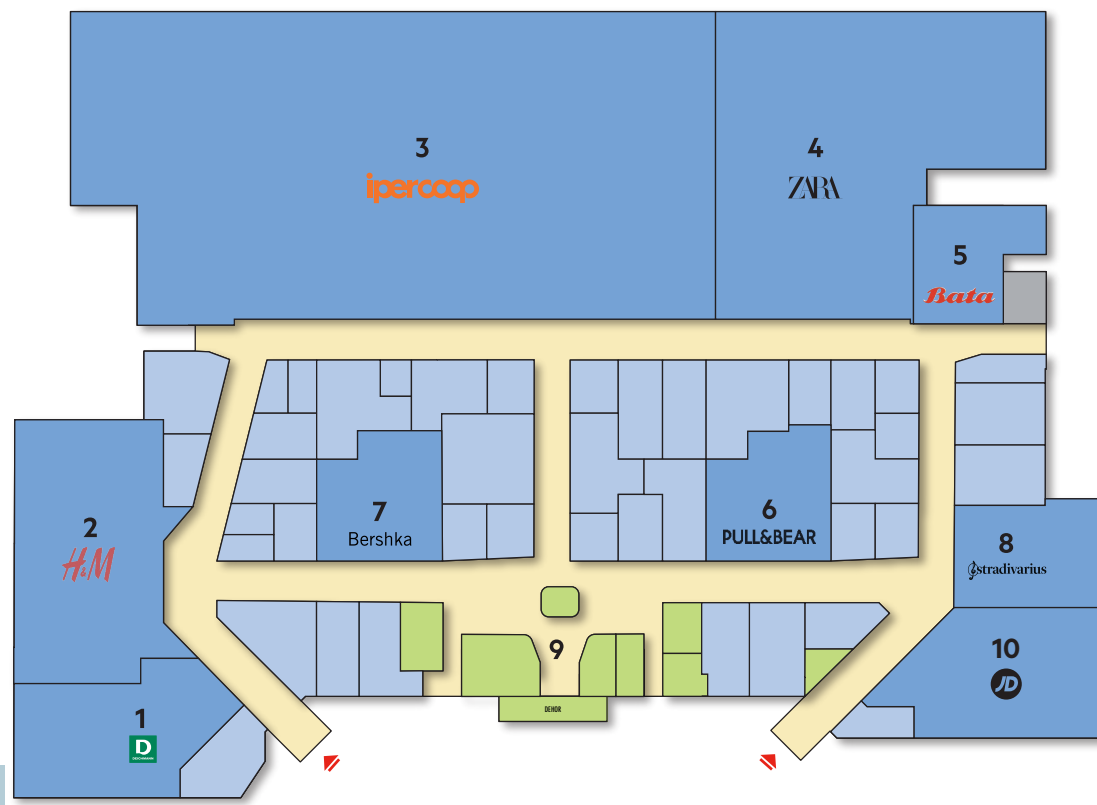 3
ipercoop
4
ZARA
5
Bata
2
H&M
7
Bershka
6
PULL&BEAR
8
stradivarius
9
10
JD
DEHOR
1
D
DEICHMANN